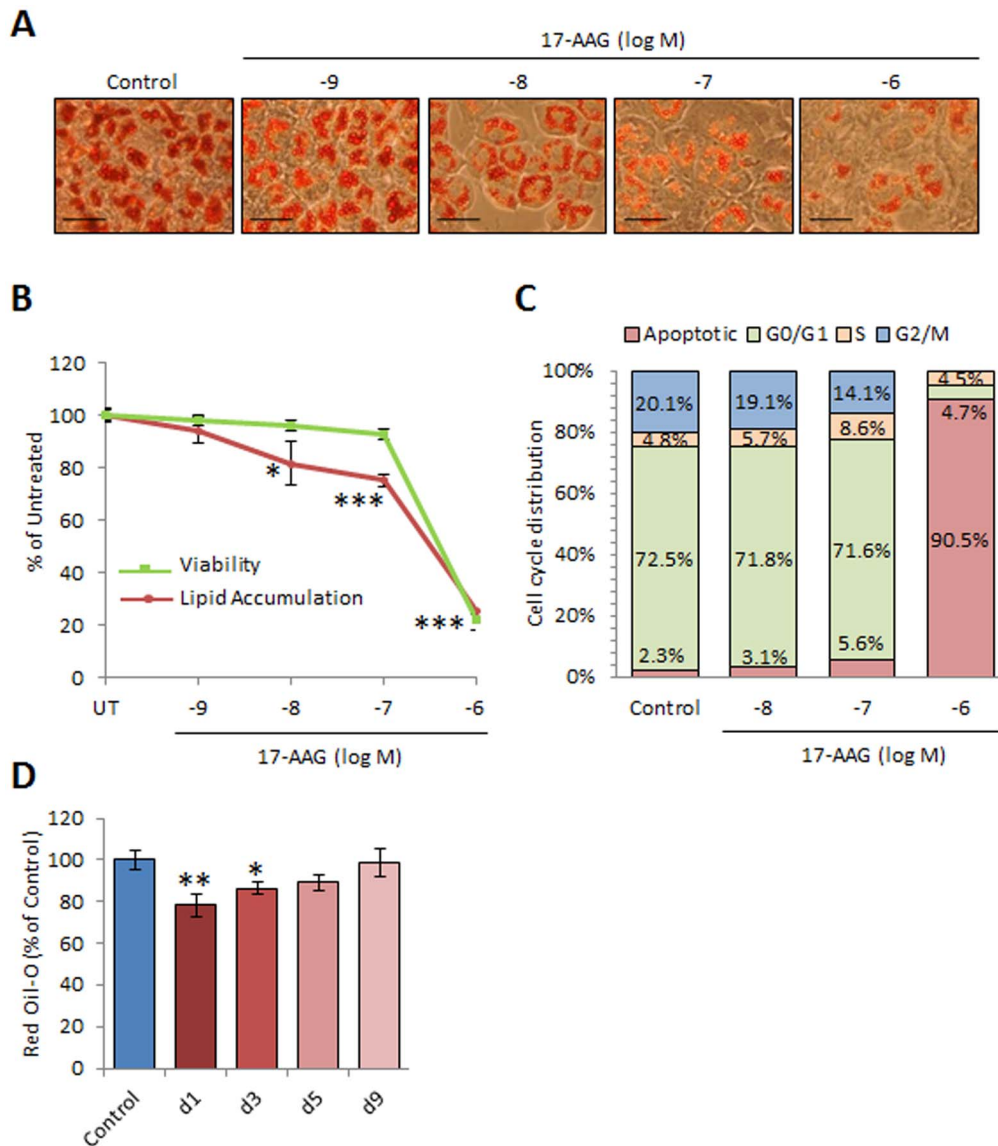 A
17-AAG (log M)
Control
-9
-8
-7
-6
B
120
100
80
60
40
20
0
% of Untreated
*
***
***
Viability
Lipid Accumulation
UT
-9
-8
-7
-6
17-AAG (log M)
C
Apoptotic
G0/G1
S
G2/M
100%
80%
60%
40%
20%
0%
Cell cycle distribution
20.1%
4.8%
72.5%
2.3%
19.1%
5.7%
71.8%
3.1%
14.1%
8.6%
71.6%
5.6%
4.5%
4.7%
90.5%
Control
-8
-7
-6
17-AAG (log M)
D
120
100
80
60
40
20
0
Red Oil-O (% of Control)
**
*
Control
d1
d3
d5
d9